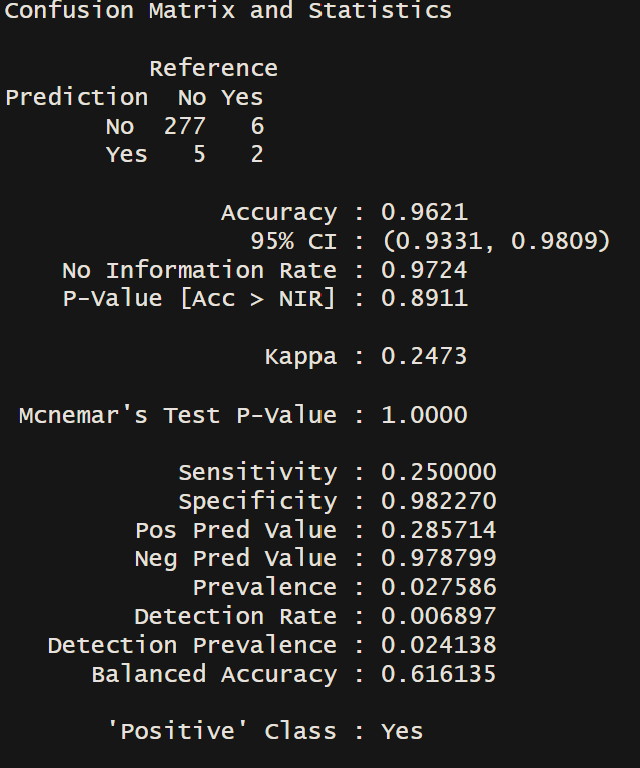 Confusion Matrix and Statistics
Reference
Prediction No Yes
No 277 6
Yes 5 2
Accuracy : 0.9621
95% CI : (0.9331, 0.9809)
No Information Rate : 0.9724
P-Value [Acc > NIR] : 0.8911
Kappa : 0.2473
Mcnemar's Test P-Value : 1.0000
Sensitivity : 0.250000
Specificity : 0.982270
Pos Pred Value : 0.285714
Neg Pred Value : 0.978799
Prevalence : 0.027586
Detection Rate : 0.006897
Detection Prevalence : 0.024138
Balanced Accuracy : 0.616135
'Positive' Class : Yes